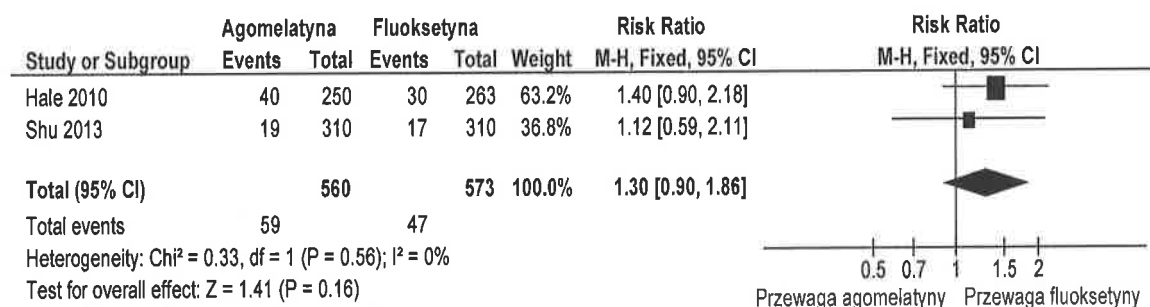 Agomelatyna Fluoksetyna Risk Ratio Risk Ratio
Study or Subgroup Events Total Events Total Weight M-H, Fixed, 95% CI M-H, Fixed, 95% CI
Hale 2010 40 250 30 263 63.2% 1.40 [0.90, 2.18]
Shu 2013 19 310 17 310 36.8% 1.12 [0.59, 2.11]
Total (95% CI) 560 573 100.0% 1.30 [0.90, 1.86]
Total events 59 47
Heterogeneity: Chi² = 0.33, df = 1 (P = 0.56); I² = 0%
Test for overall effect: Z = 1.41 (P = 0.16)
0.5 0.7 1 1.5 2
Przewaga agomelatyny Przewaga fluoksetyny